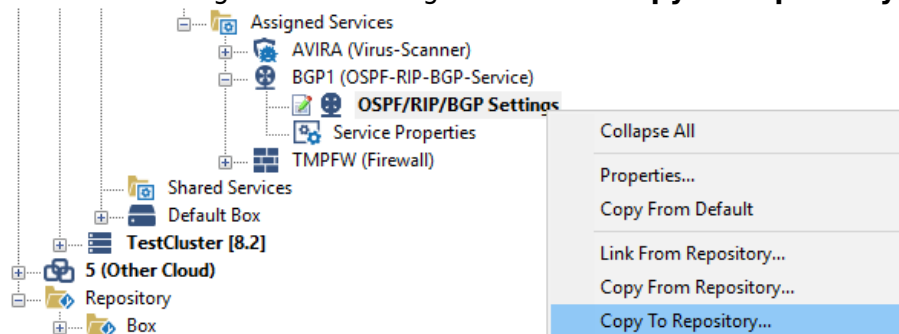 Assigned Services
AVIRA (Virus-Scanner)
BGP1 (OSPF-RIP-BGP-Service)
OSPF/RIP/BGP Settings
Service Properties
TMPFW (Firewall)
Shared Services
Default Box
TestCluster [8.2]
5 (Other Cloud)
Repository
Box
Collapse All
Properties...
Copy From Default
Link From Repository...
Copy From Repository...
Copy To Repository...